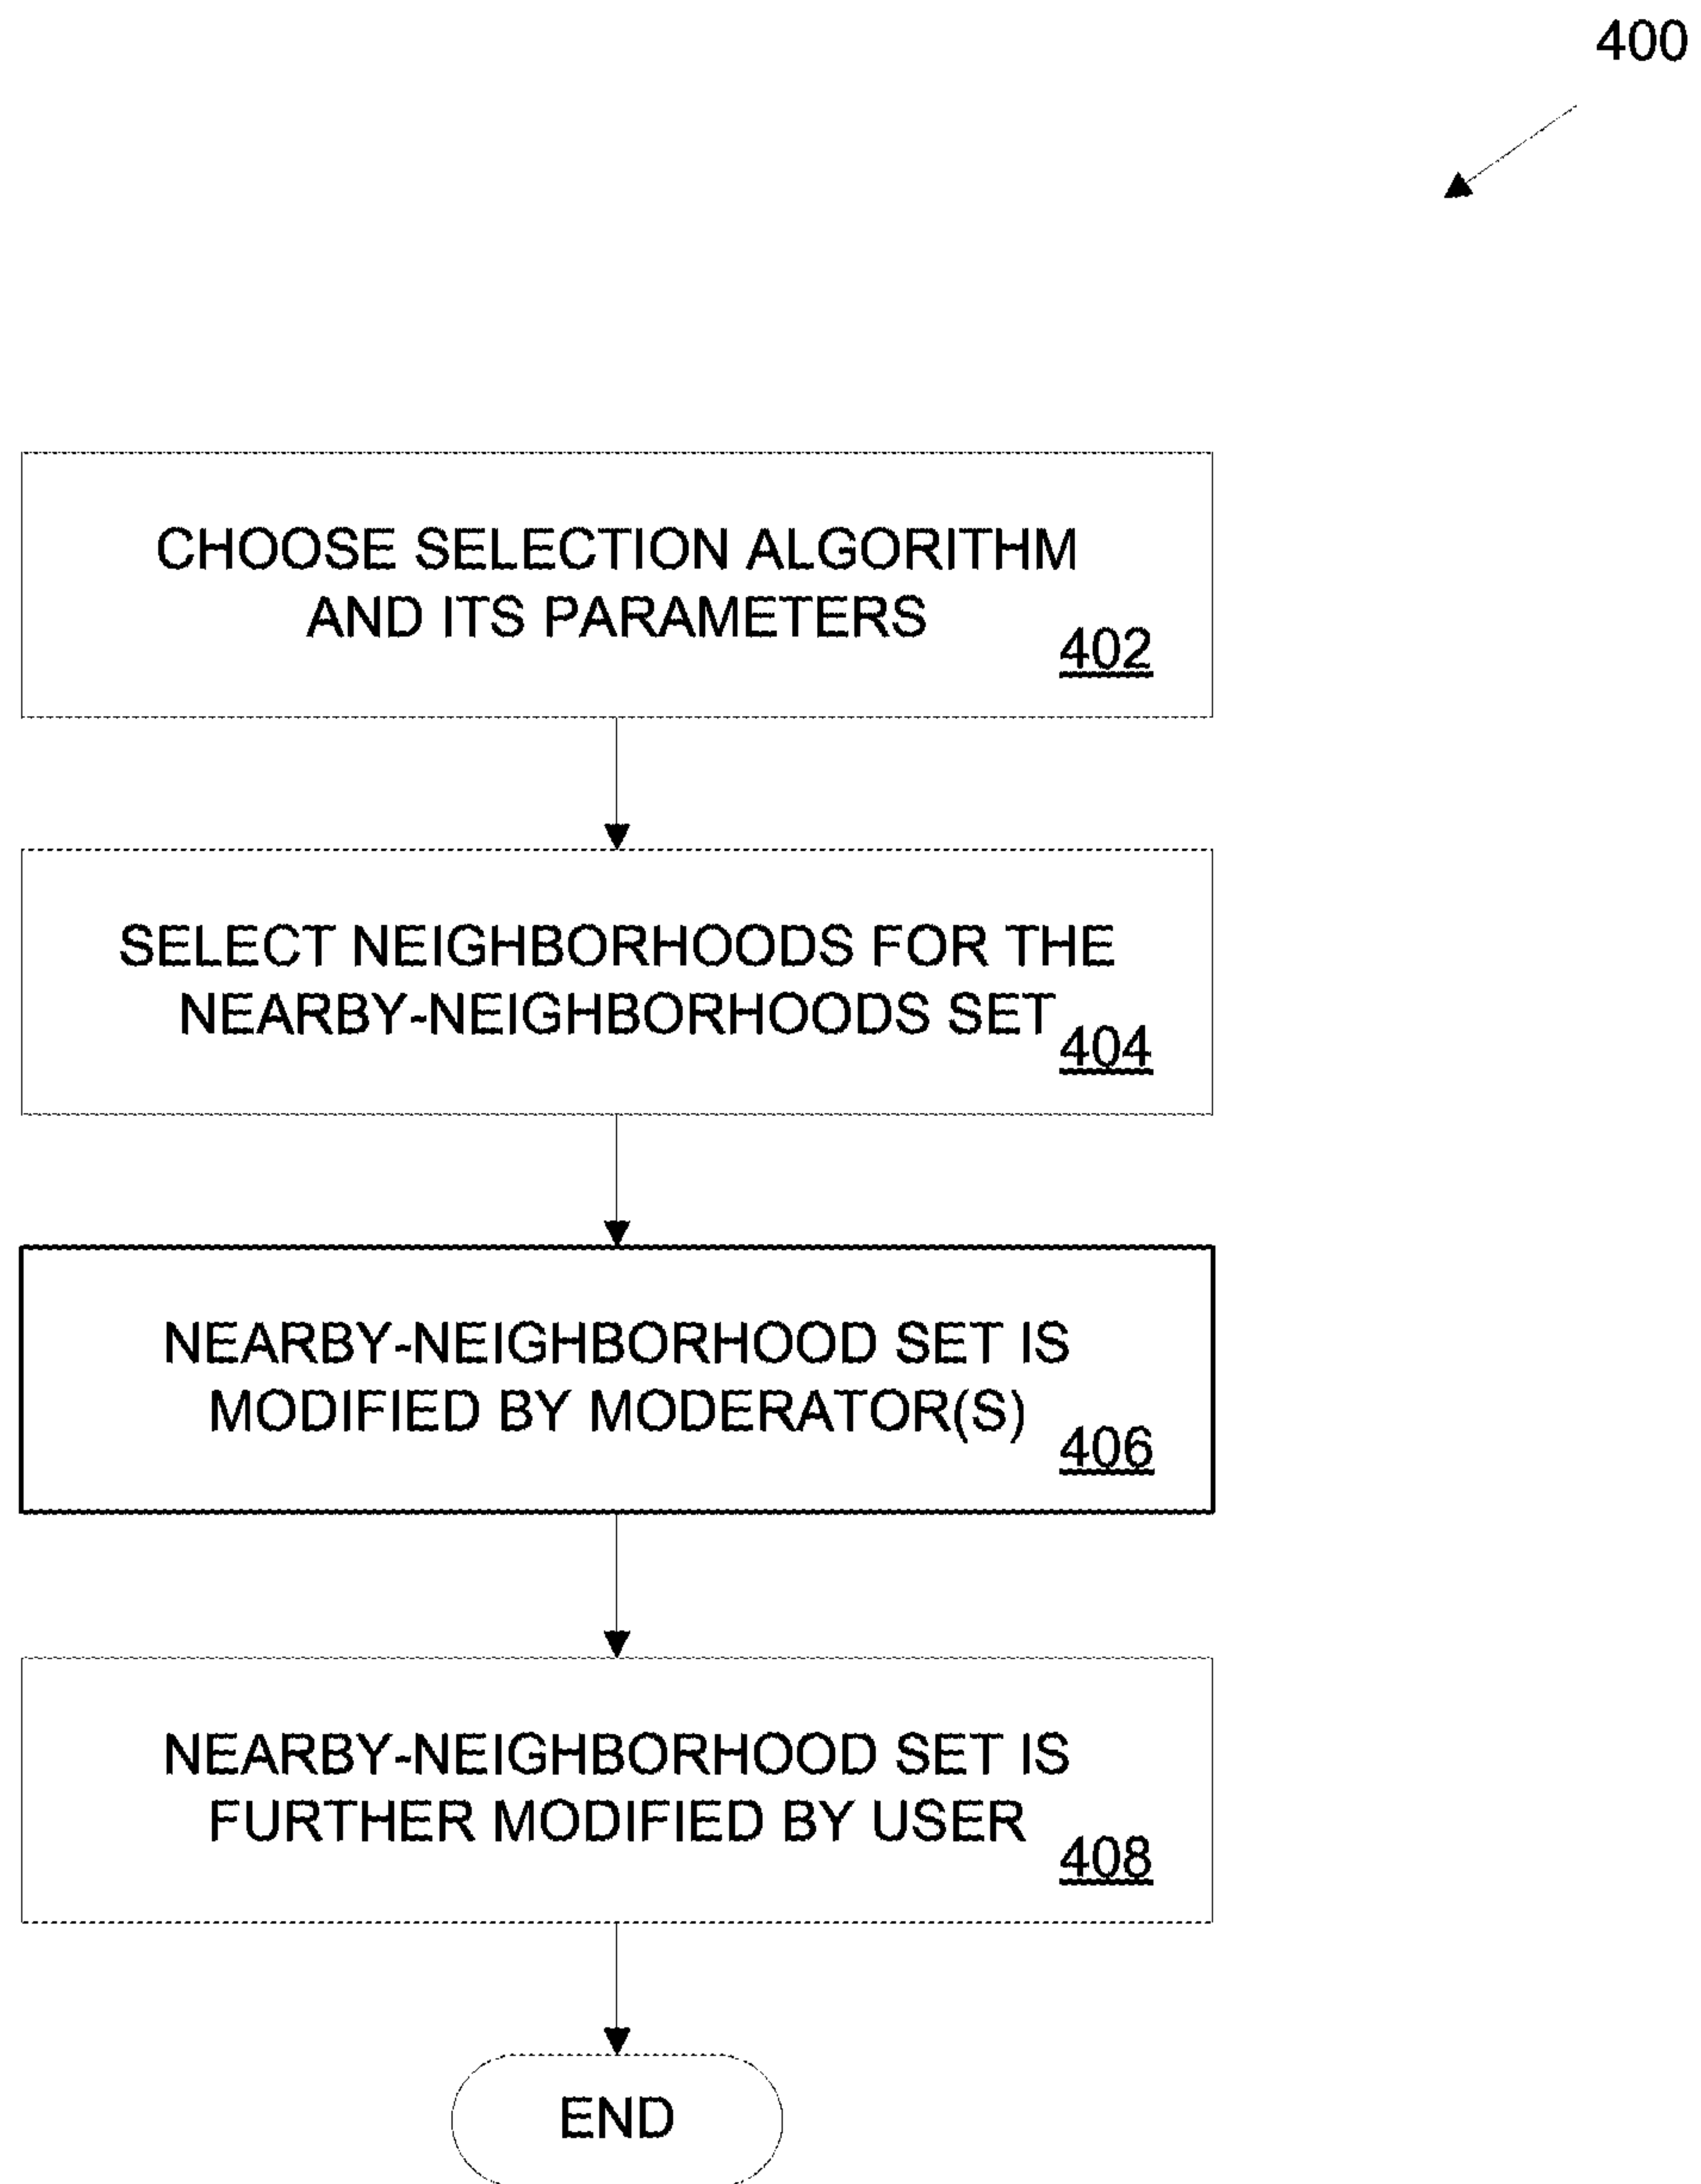 400
CHOOSE SELECTION ALGORITHM
AND ITS PARAMETERS
402
SELECT NEIGHBORHOODS FOR THE
NEARBY-NEIGHBORHOODS SET
404
NEARBY-NEIGHBORHOOD SET IS
MODIFIED BY MODERATOR(S)
406
NEARBY-NEIGHBORHOOD SET IS
FURTHER MODIFIED BY USER
408
END